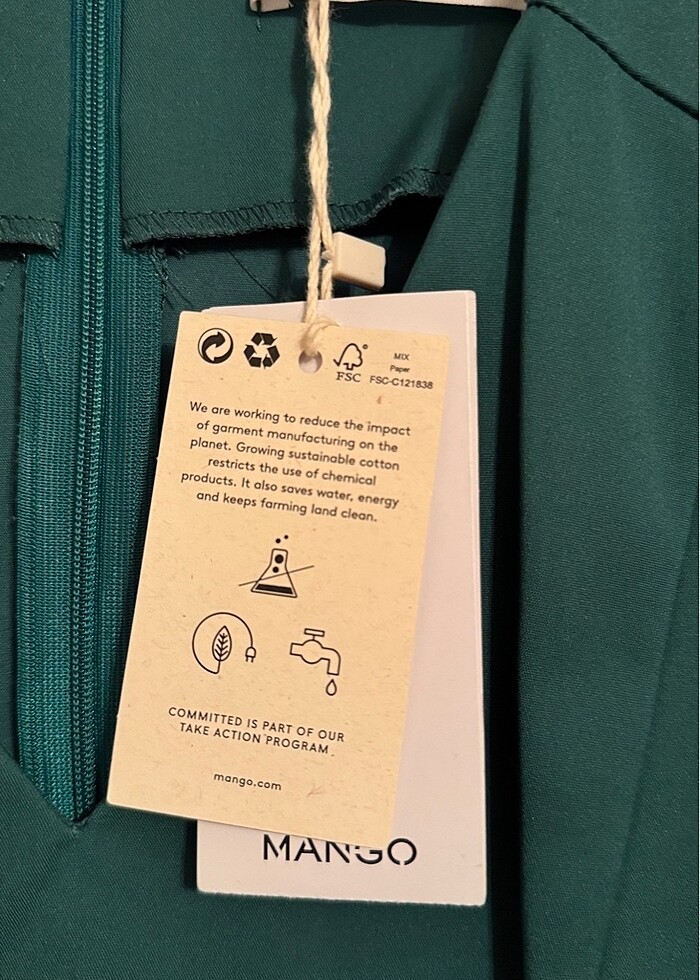 FSC
MIX
Paper
FSC-C121838
We are working to reduce the impact
of garment manufacturing on the
planet. Growing sustainable cotton
restricts the use of chemical
products. It also saves water, energy
and keeps farming land clean.
COMMITTED IS PART OF OUR
TAKE ACTION PROGRAM.
mango.com
MANGO